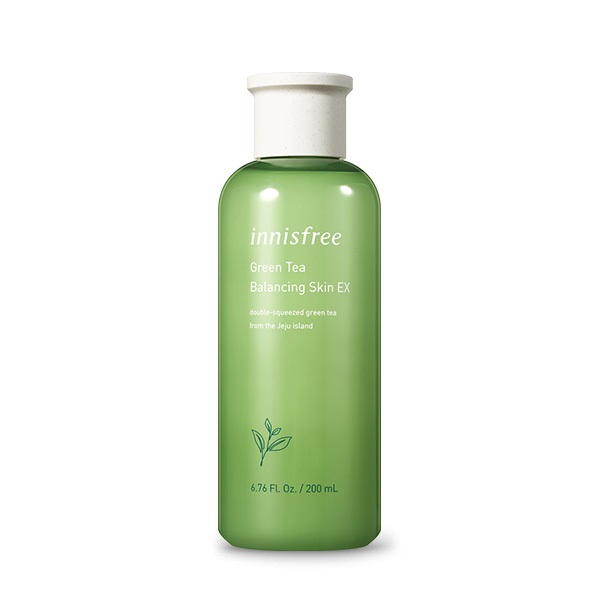 innisfree
Green Tea
Balancing Skin EX
double-squeezed green tea
from the Jeju island
6.76 Fl. Oz. / 200 mL